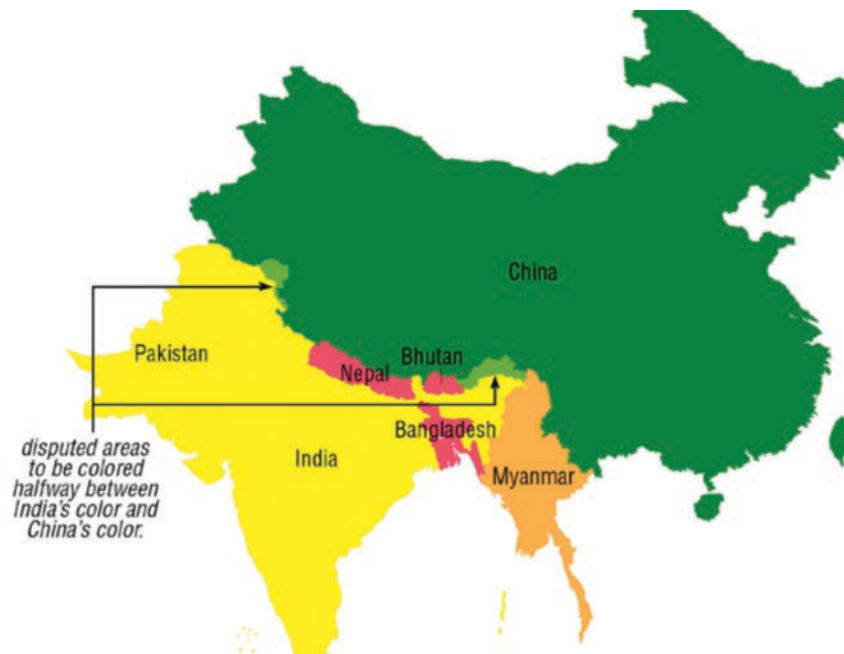 China
Pakistan
Bhutan
Nepal
Bangladesh
India
Myanmar
disputed areas
to be colored
halfway between
India's color and
China's color.